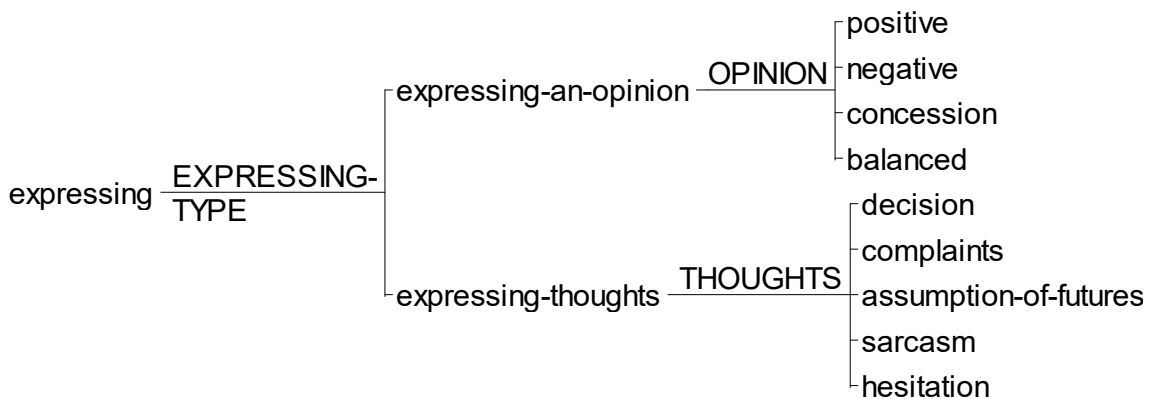 positive
OPINION
negative
expressing-an-opinion
concession
balanced
expressing
EXPRESSING-
TYPE
decision
complaints
THOUGHTS
expressing-thoughts
assumption-of-futures
sarcasm
hesitation